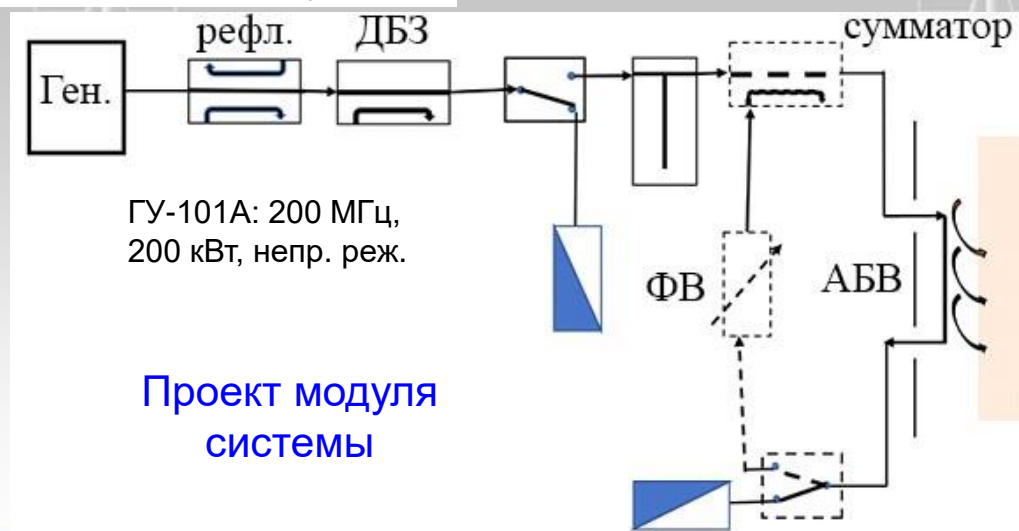 рефл.
ДБЗ
сумматор
Ген.
ГУ-101А: 200 МГц,
200 кВт, непр. реж.
ФВ
АБВ
Проект модуля
системы